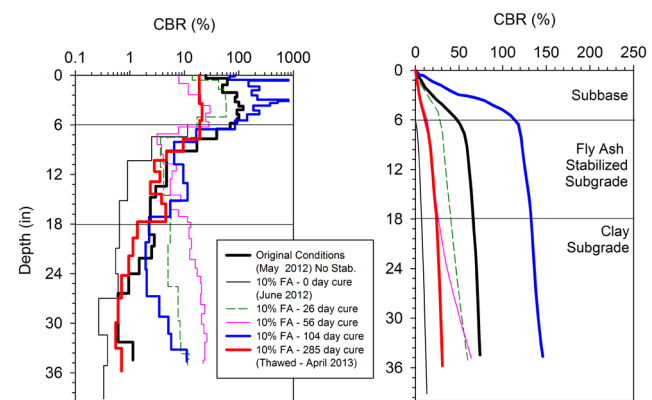 CBR (%)
0.1 1 10 100 1000
0
6
12
18
24
30
36
Depth (in)
Original Conditions
(May 2012) No Stab.
10% FA - 0 day cure
(June 2012)
10% FA - 26 day cure
10% FA - 56 day cure
10% FA - 104 day cure
10% FA - 285 day cure
(Thawed - April 2013)
CBR (%)
0 50 100 150 200 250
0
6
12
18
24
30
36
Subbase
Fly Ash
Stabilized
Subgrade
Clay
Subgrade